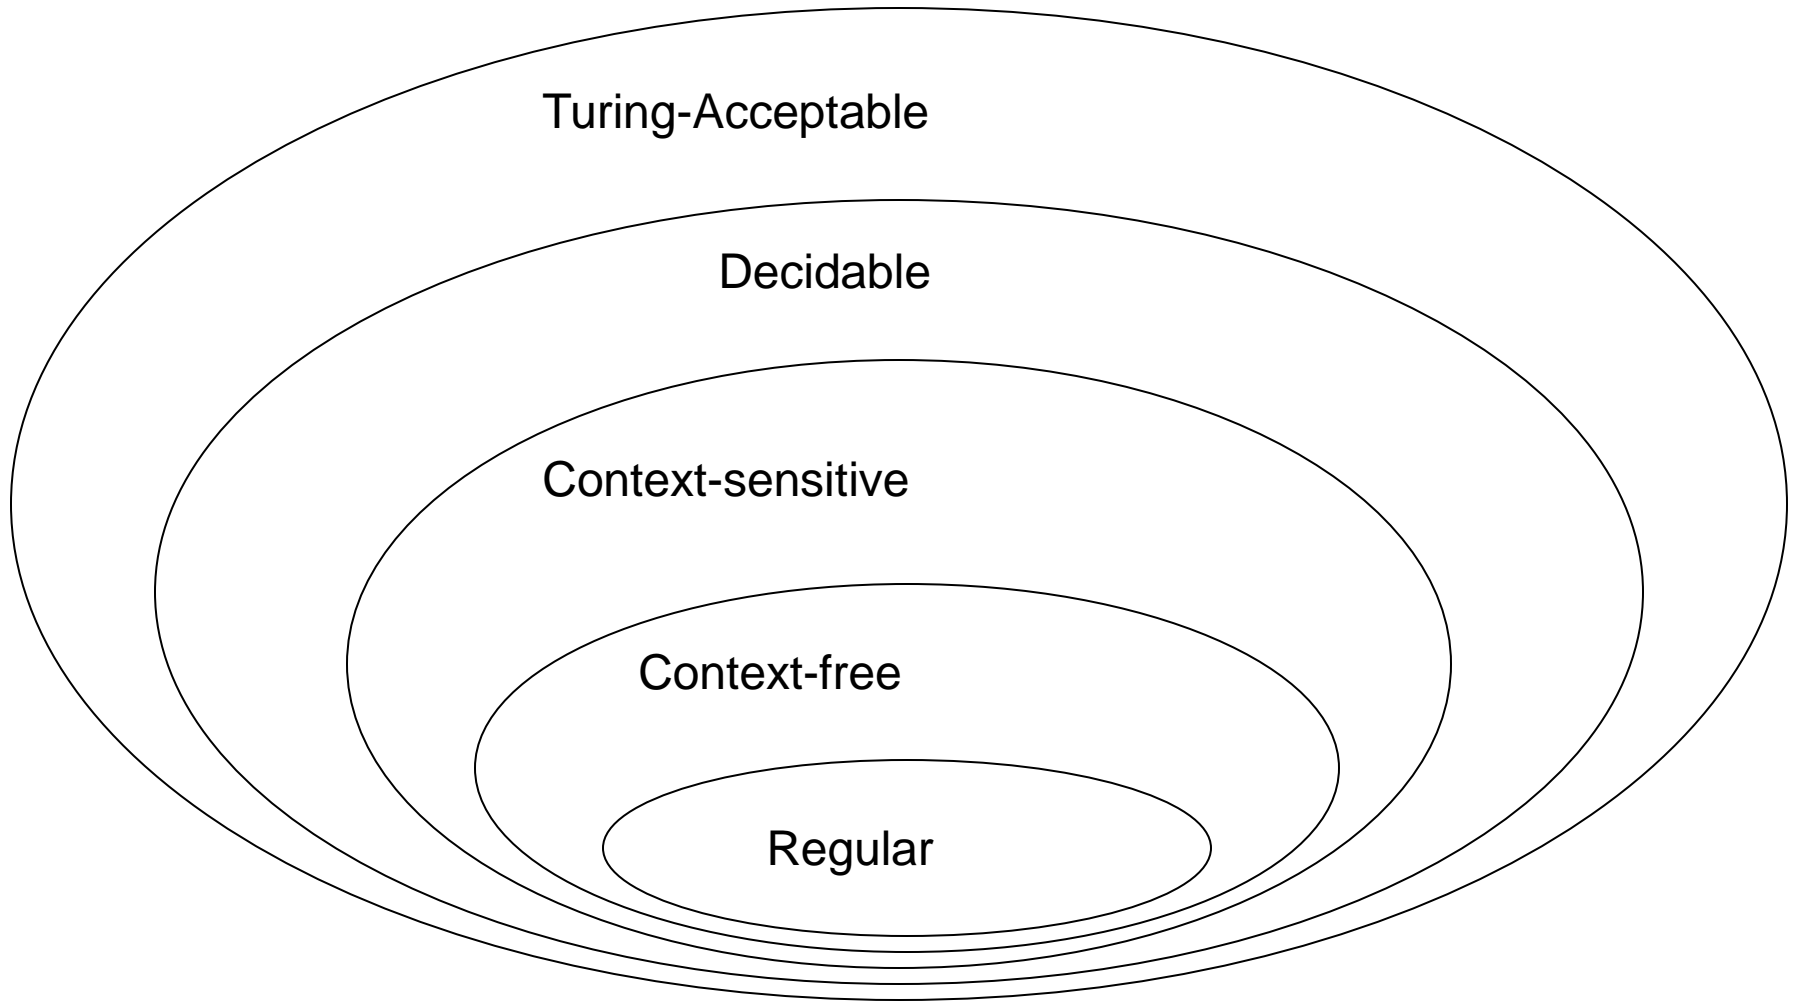 Turing-Acceptable
Decidable
Context-sensitive
Context-free
Regular